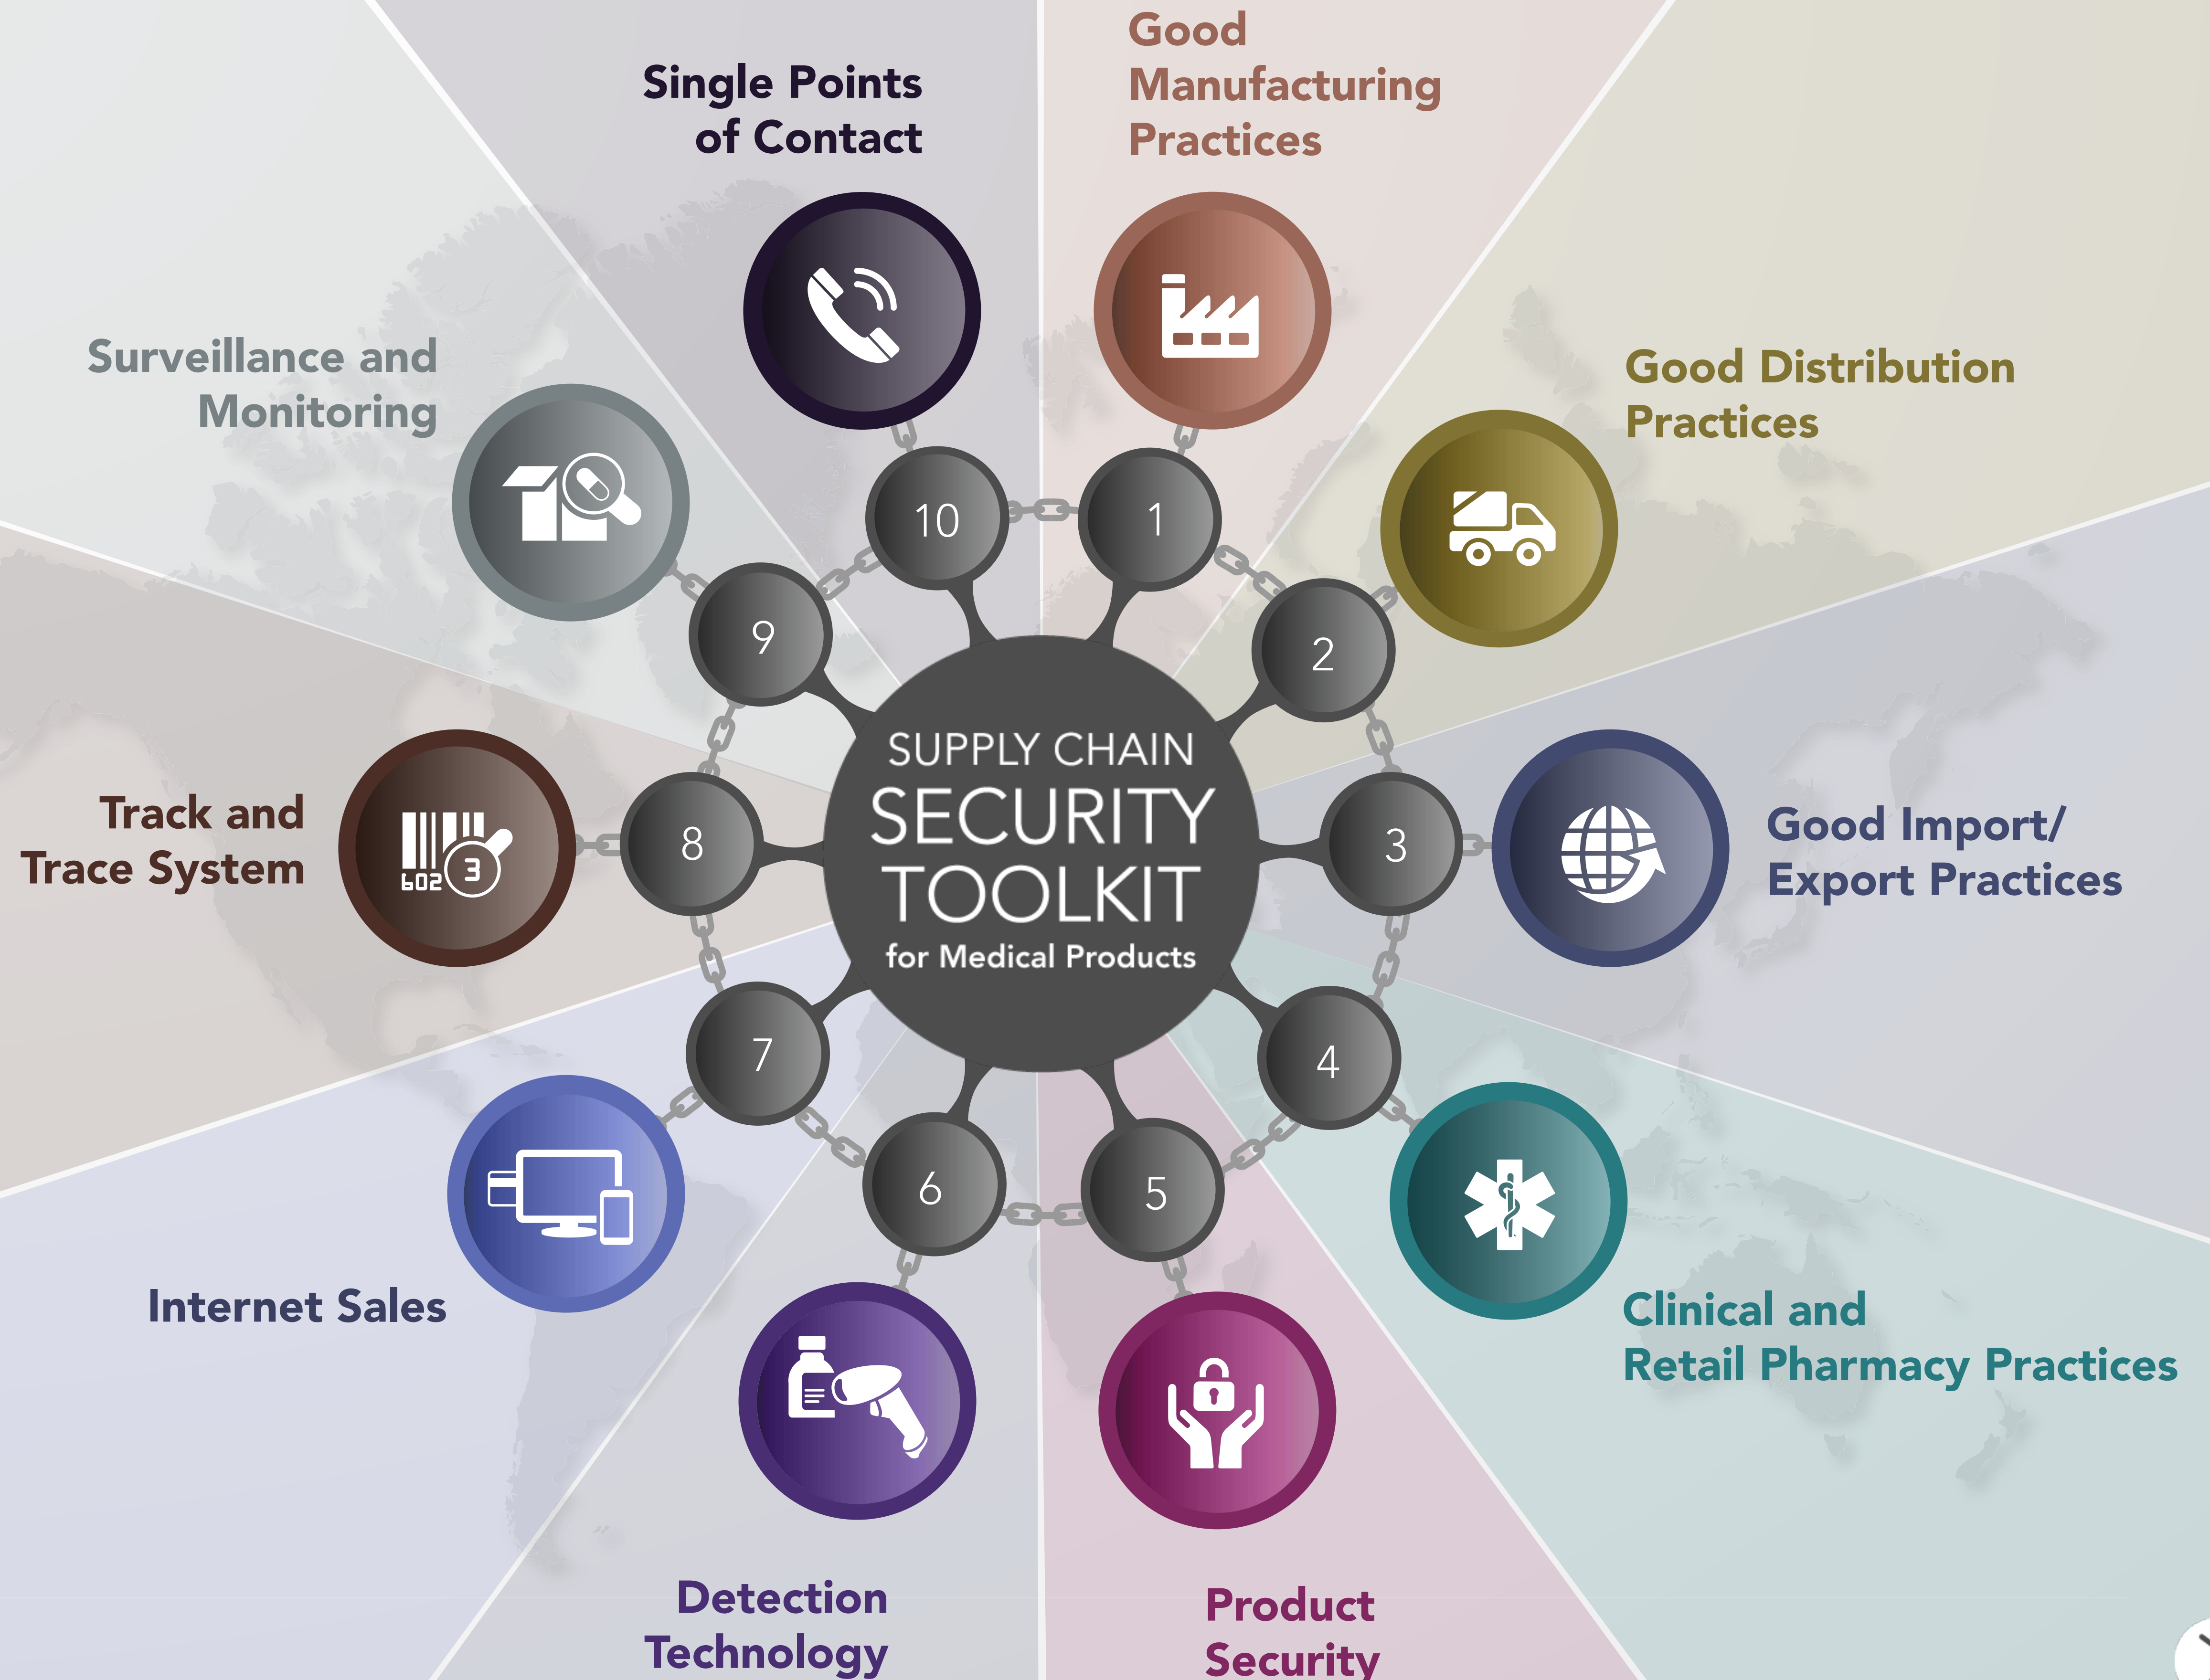 Good
Manufacturing
Practices
Single Points
of Contact
Surveillance and
Monitoring
Good Distribution
Practices
10
1
9
2
SUPPLY CHAIN
SECURITY
TOOLKIT
for Medical Products
Track and
Trace System
602
3
8
3
Good Import/
Export Practices
7
4
6
5
Internet Sales
Clinical and
Retail Pharmacy Practices
Detection
Technology
Product
Security